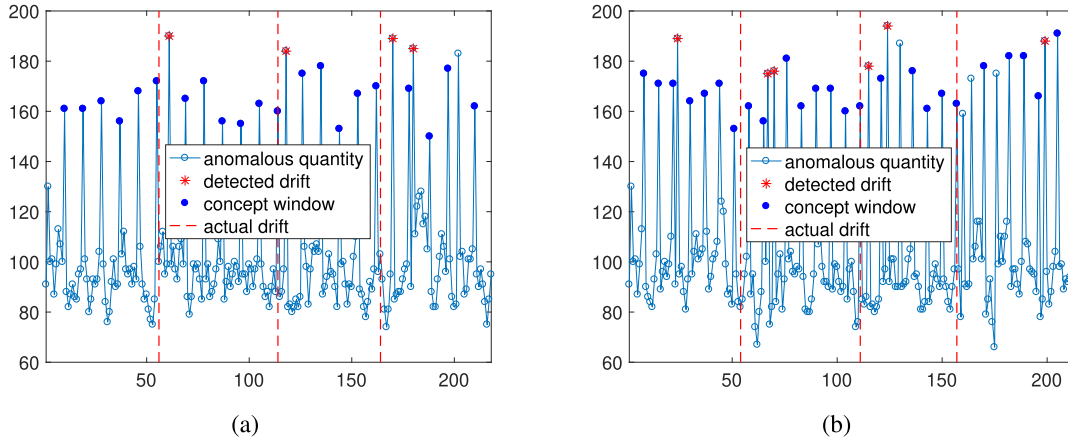 200
180
160
140
120
100
80
60
50
100
150
200
anomalous quantity
detected drift
concept window
actual drift
(a)
200
180
160
140
120
100
80
60
50
100
150
200
anomalous quantity
detected drift
concept window
actual drift
(b)